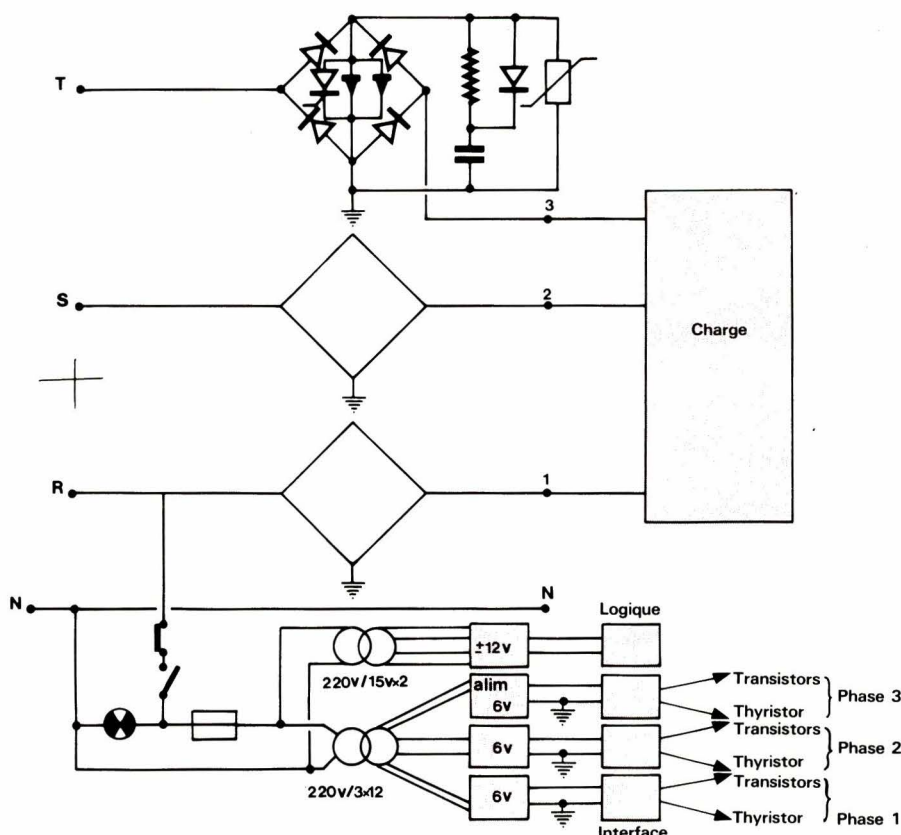 T
3
S
2
Charge
R
1
N
N
Logique
±12v
220v/15v×2
alim
6v
Transistors
Thyristor
Phase 3
6v
Transistors
Thyristor
Phase 2
220v/3×12
6v
Transistors
Thyristor
Phase 1
Interface